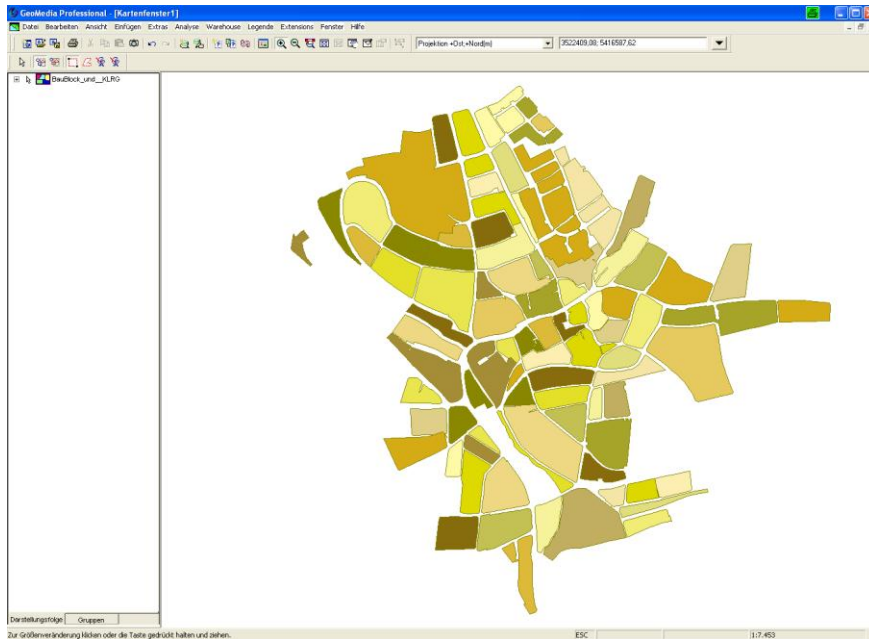 GeoMedia Professional - [Kartenfenster1]
Datei Bearbeiten Ansicht Einfügen Extras Analyse Warehouse Legende Extensions Fenster Hilfe
Projektion +Ost,+Nord(m) 3522409,08; 5416587,62
BauBlock_und__KLRG
Darstellungsfolge Gruppen
Zur Größenveränderung klicken oder die Taste gedrückt halten und ziehen. ESC 1:7.453